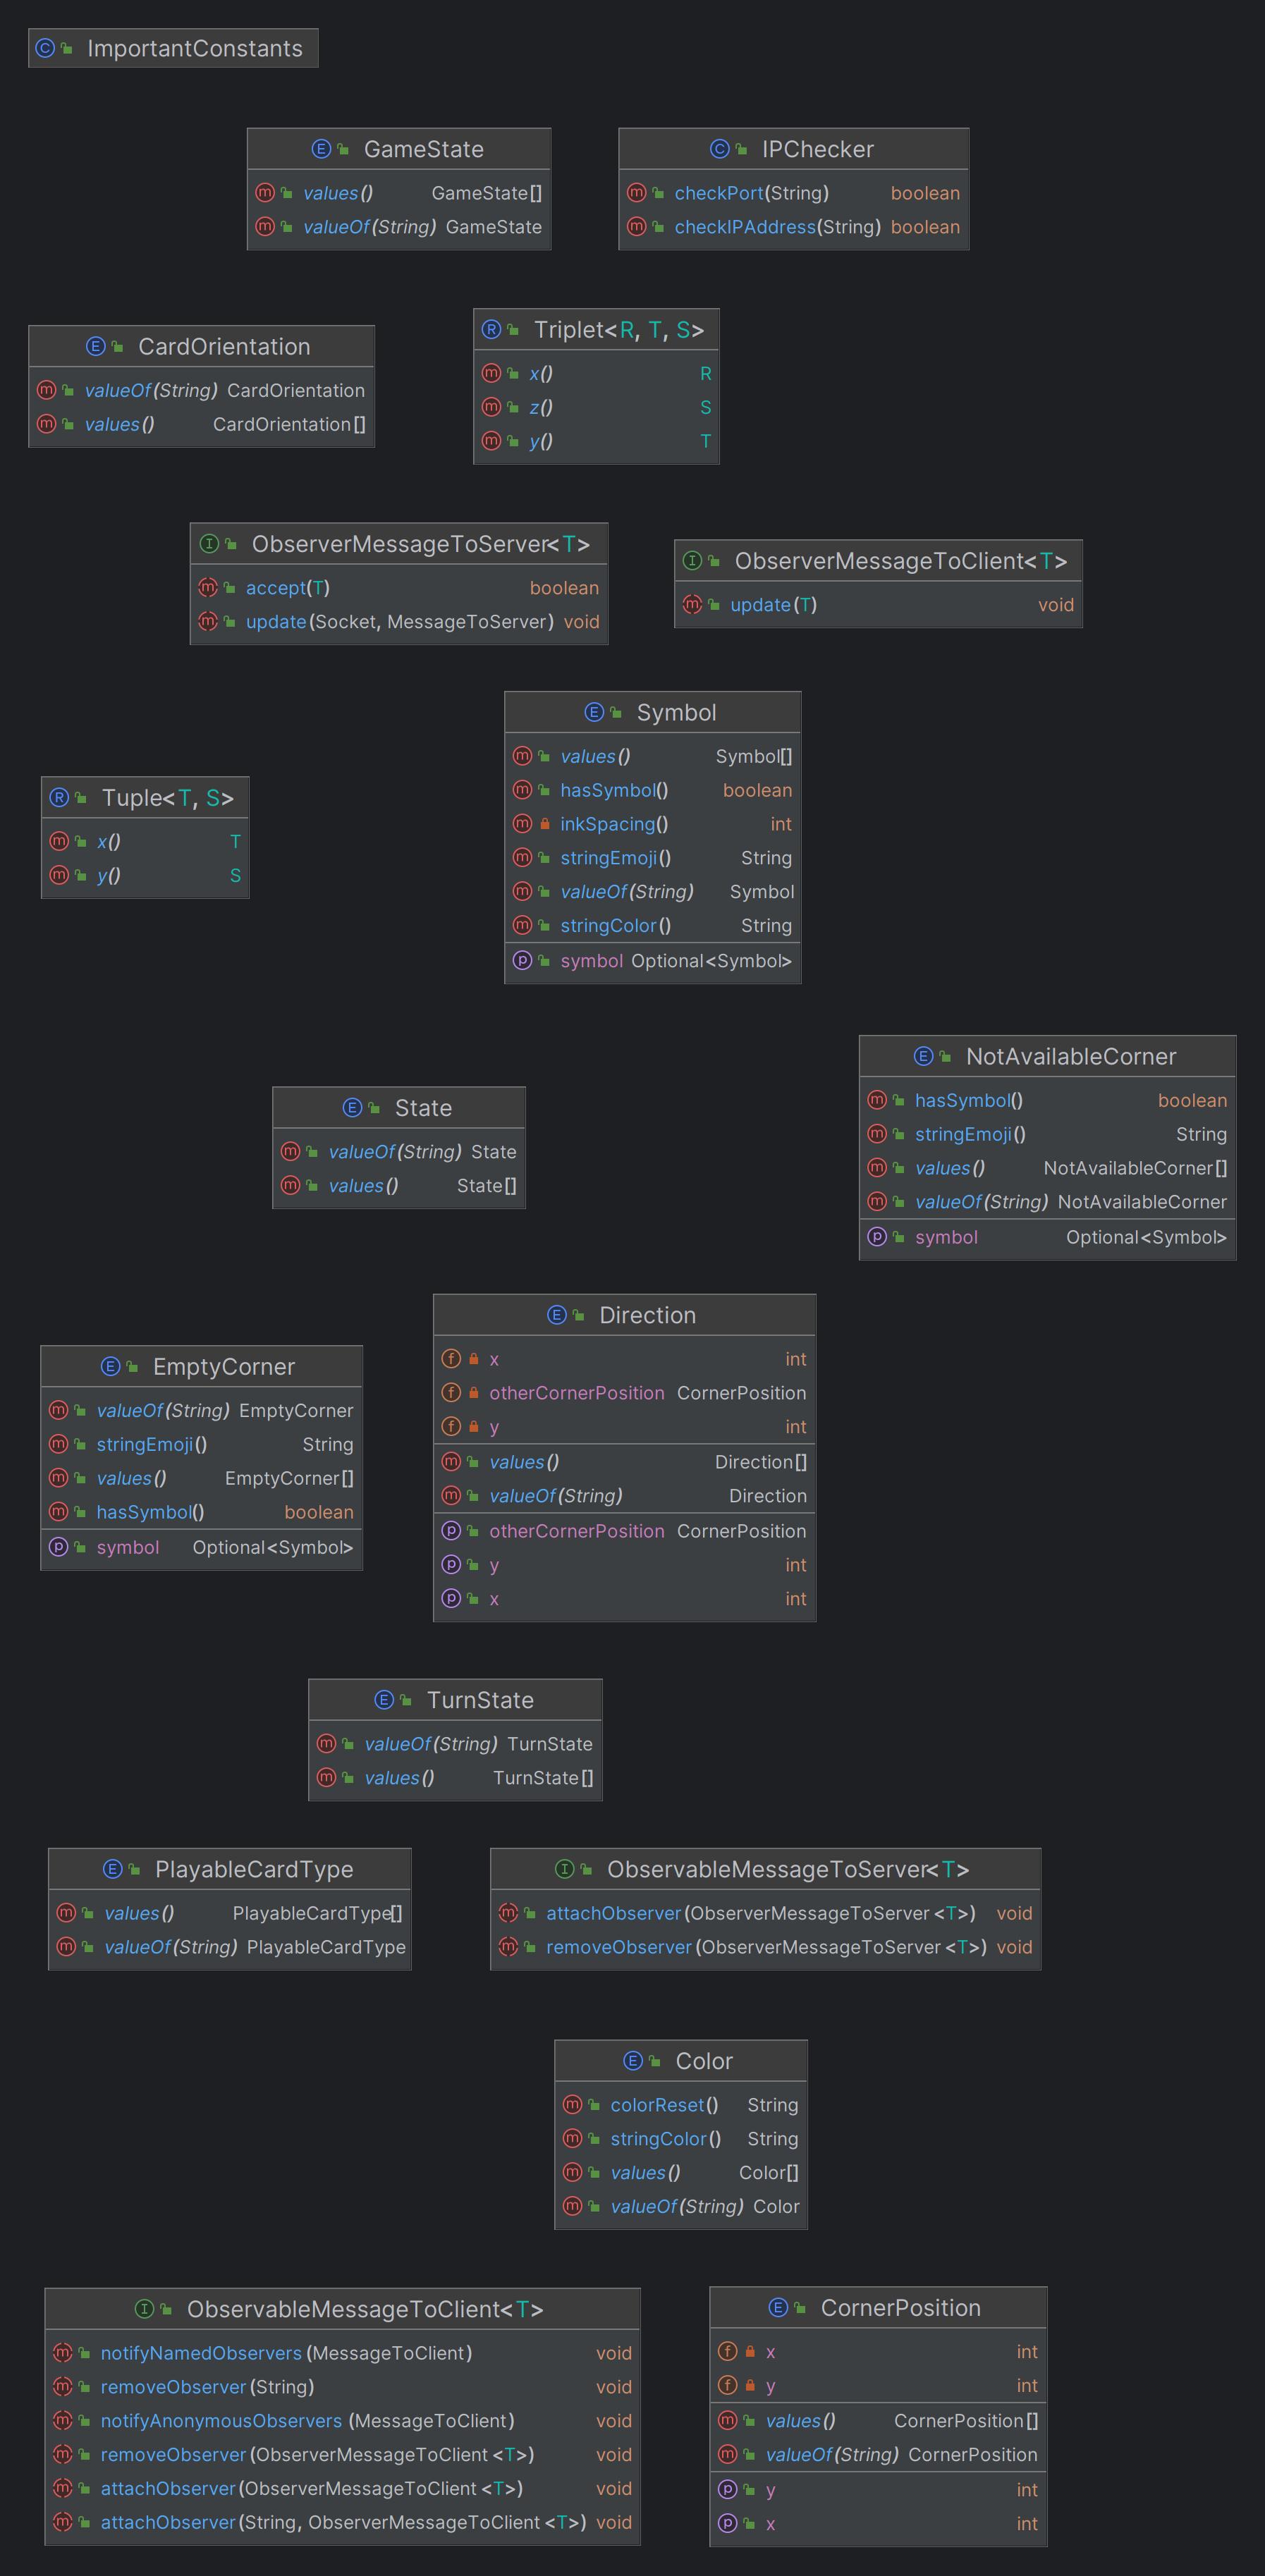 ImportantConstants
GameState
values() GameState[]
valueOf(String) GameState
IPChecker
checkPort(String) boolean
checkIPAddress(String) boolean
CardOrientation
valueOf(String) CardOrientation
values() CardOrientation[]
Triplet<R, T, S>
x() R
z() S
y() T
ObserverMessageToServer<T>
accept(T) boolean
update(Socket, MessageToServer) void
ObserverMessageToClient<T>
update(T) void
Symbol
values() Symbol[]
hasSymbol() boolean
inkSpacing() int
stringEmoji() String
valueOf(String) Symbol
stringColor() String
symbol Optional<Symbol>
Tuple<T, S>
x() T
y() S
NotAvailableCorner
hasSymbol() boolean
stringEmoji() String
values() NotAvailableCorner[]
valueOf(String) NotAvailableCorner
symbol Optional<Symbol>
State
valueOf(String) State
values() State[]
Direction
x int
otherCornerPosition CornerPosition
y int
values() Direction[]
valueOf(String) Direction
otherCornerPosition CornerPosition
y int
x int
EmptyCorner
valueOf(String) EmptyCorner
stringEmoji() String
values() EmptyCorner[]
hasSymbol() boolean
symbol Optional<Symbol>
TurnState
valueOf(String) TurnState
values() TurnState[]
PlayableCardType
values() PlayableCardType[]
valueOf(String) PlayableCardType
ObservableMessageToServer<T>
attachObserver(ObserverMessageToServer<T>) void
removeObserver(ObserverMessageToServer<T>) void
Color
colorReset() String
stringColor() String
values() Color[]
valueOf(String) Color
ObservableMessageToClient<T>
notifyNamedObservers(MessageToClient) void
removeObserver(String) void
notifyAnonymousObservers(MessageToClient) void
removeObserver(ObserverMessageToClient<T>) void
attachObserver(ObserverMessageToClient<T>) void
attachObserver(String, ObserverMessageToClient<T>) void
CornerPosition
x int
y int
values() CornerPosition[]
valueOf(String) CornerPosition
y int
x int